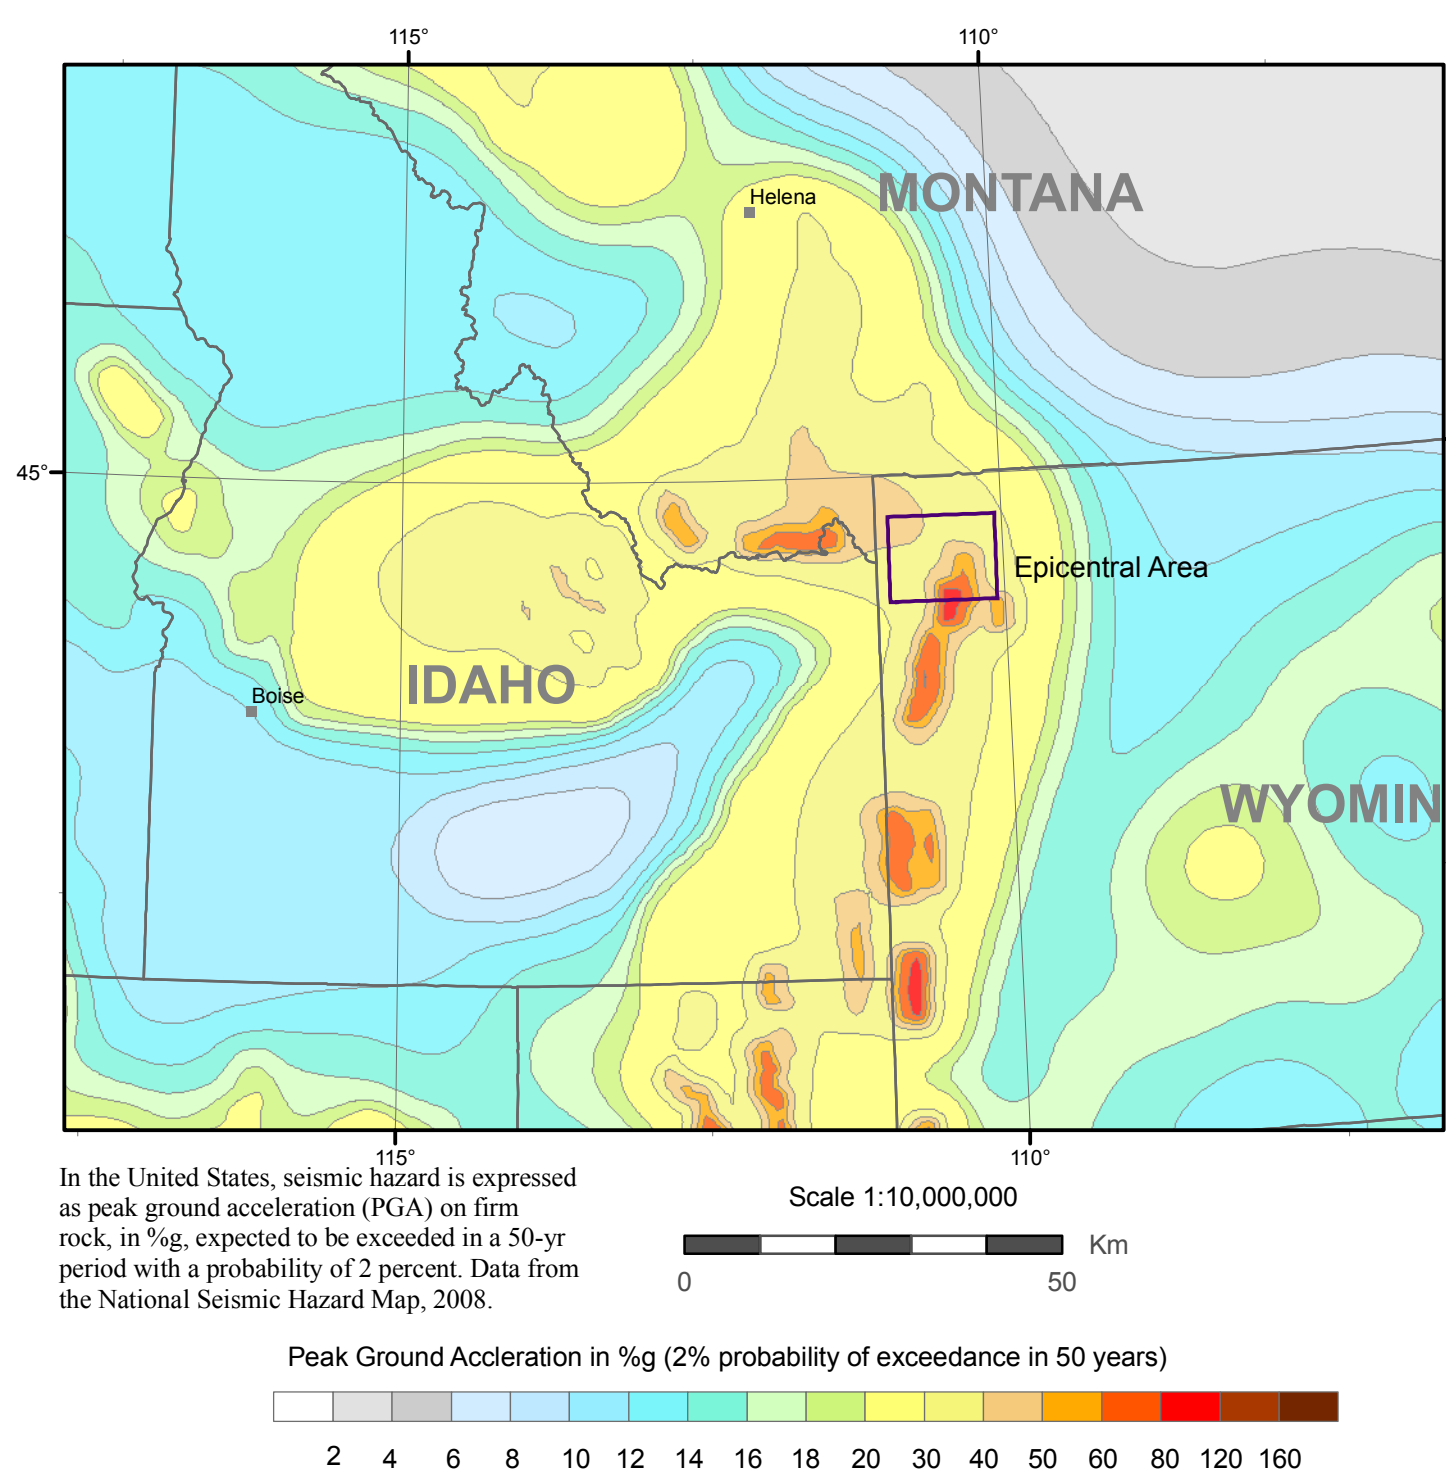 115°
110°
Helena
MONTANA
45°
Epicentral Area
IDAHO
Boise
WYOMIN
115°
110°
In the United States, seismic hazard is expressed
as peak ground acceleration (PGA) on firm
rock, in %g, expected to be exceeded in a 50-yr
period with a probability of 2 percent. Data from
the National Seismic Hazard Map, 2008.
Scale 1:10,000,000
Km
0 50
Peak Ground Accleration in %g (2% probability of exceedance in 50 years)
2 4 6 8 10 12 14 16 18 20 30 40 50 60 80 120 160